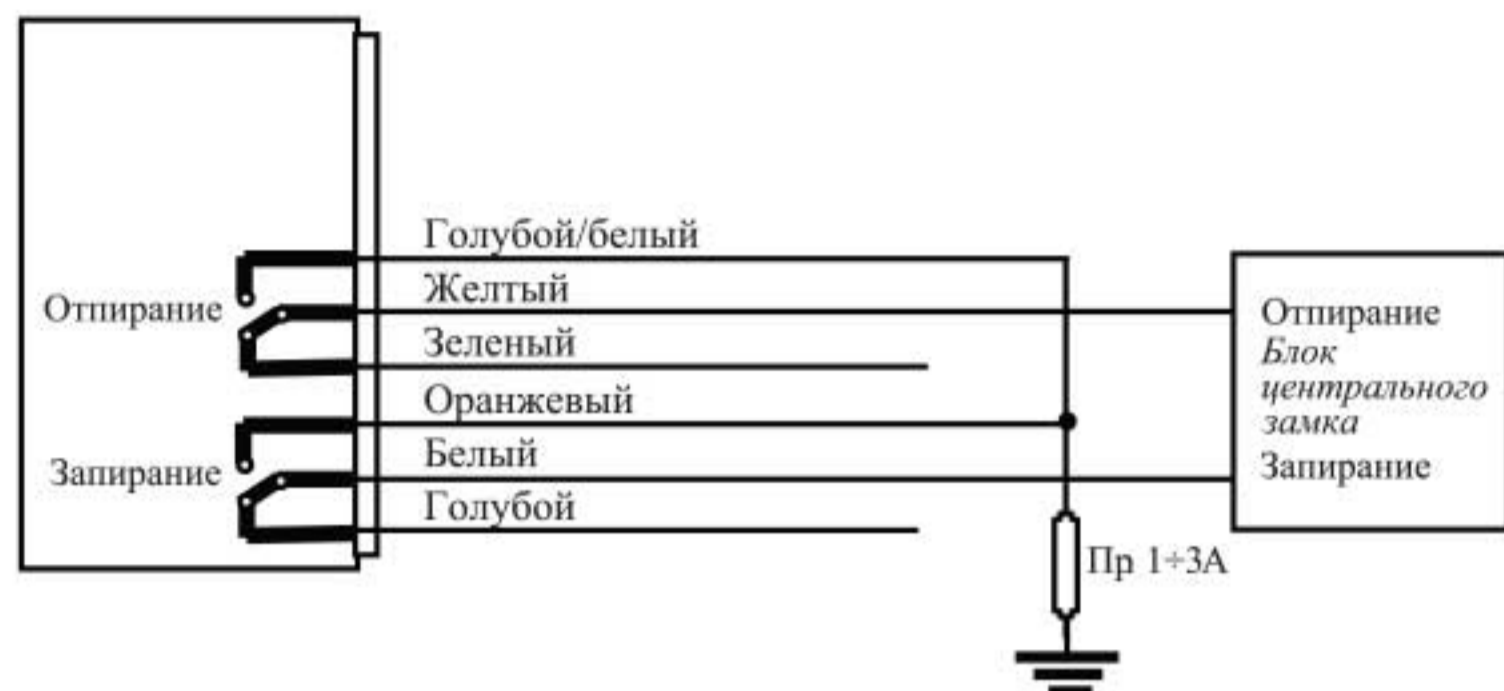 Голубой/белый
Отпирание
Желтый
Зеленый
Оранжевый
Запирание
Белый
Голубой
Отпирание
Блок
центрального
замка
Запирание
Пр 1÷3А